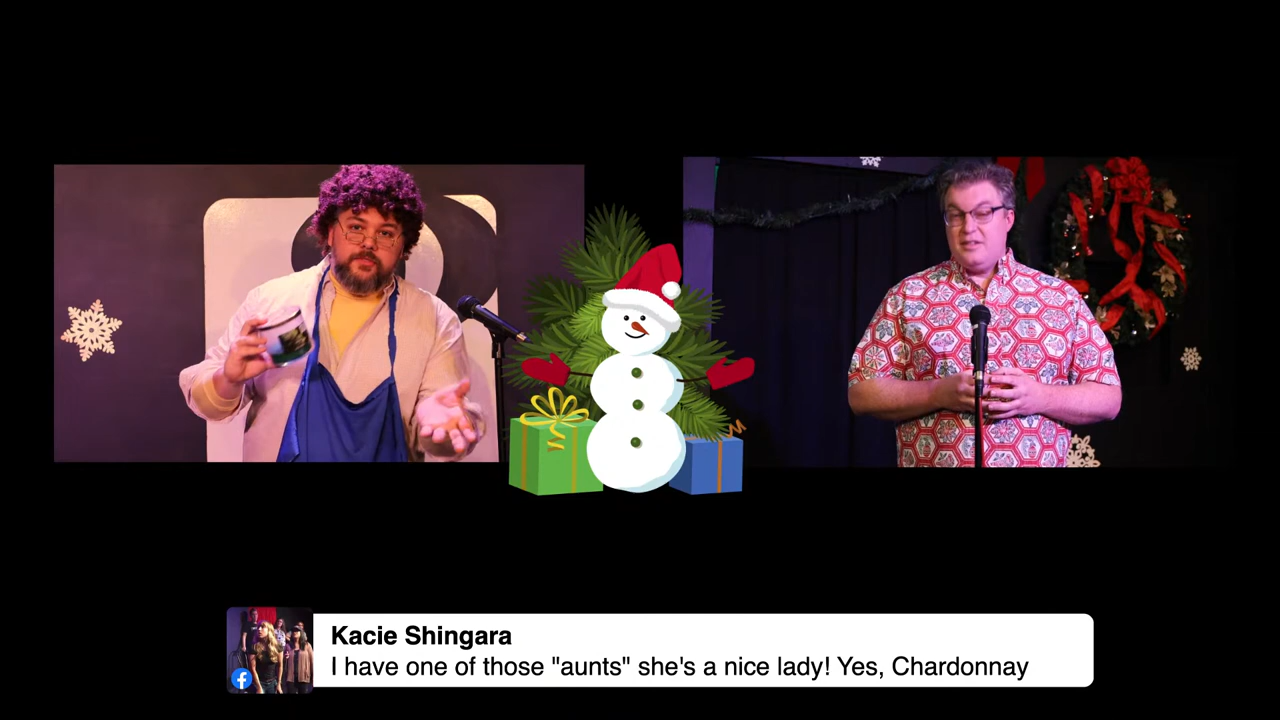 Kacie Shingara
I have one of those "aunts" she's a nice lady! Yes, Chardonnay